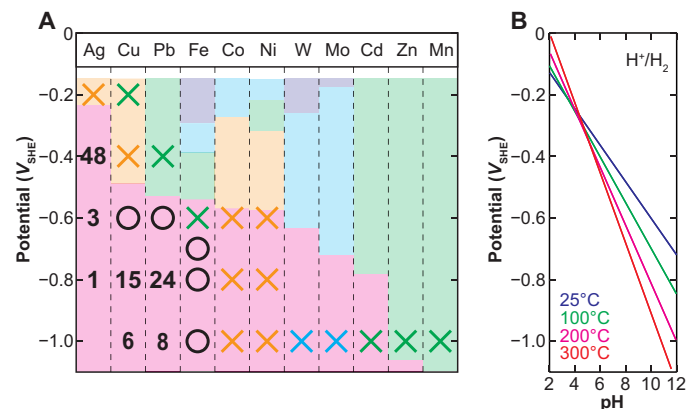 A
B
Ag Cu Pb Fe Co Ni W Mo Cd Zn Mn
0
−0.2
−0.4
−0.6
−0.8
−1.0
Potential (V_SHE)
48
3
1 15 24
6 8
0
−0.2
−0.4
−0.6
−0.8
−1.0
Potential (V_SHE)
H⁺/H₂
25°C
100°C
200°C
300°C
2 4 6 8 10 12
pH